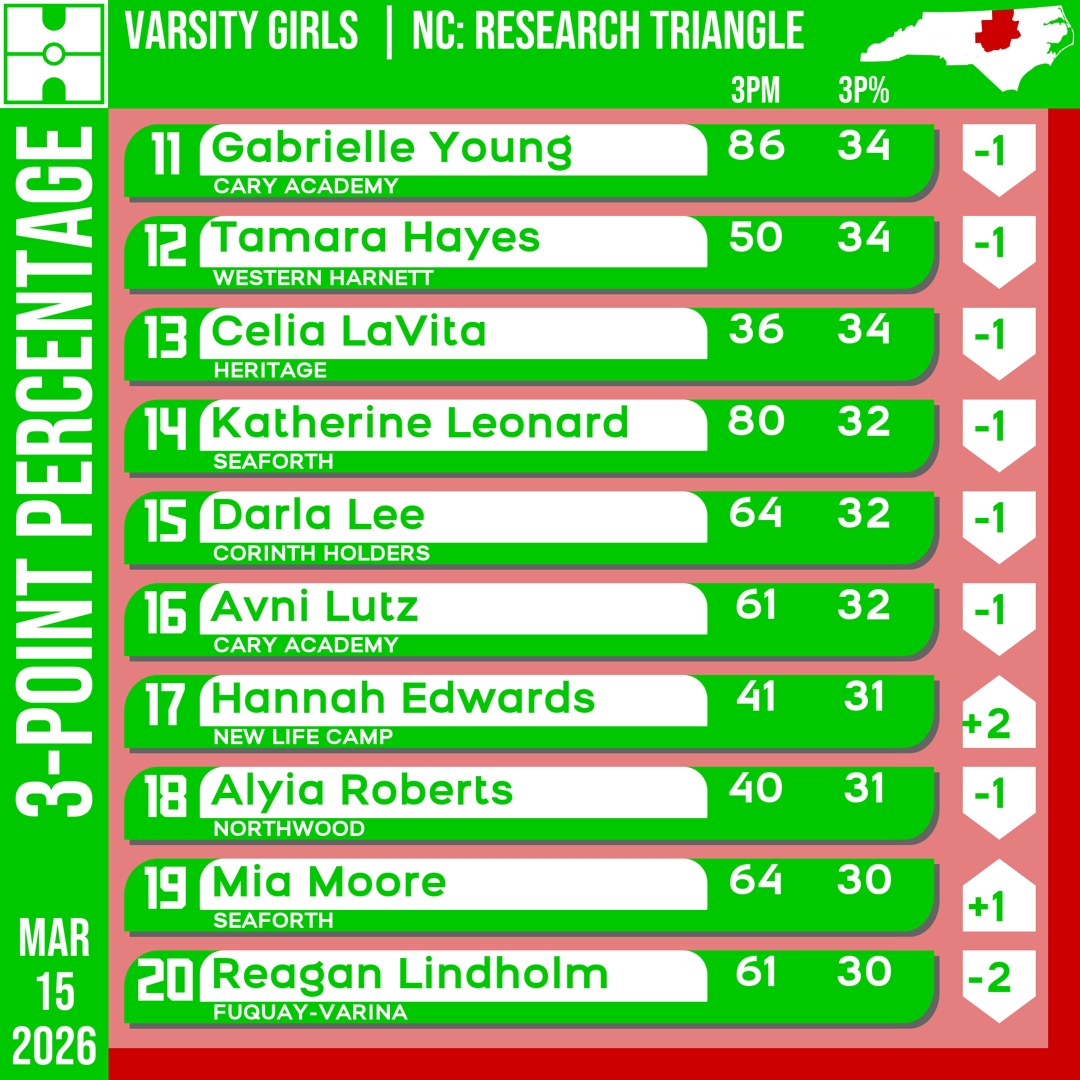 VARSITY GIRLS | NC: RESEARCH TRIANGLE
3PM 3P%
3-POINT PERCENTAGE
MAR
15
2026
11 Gabrielle Young 86 34 -1
CARY ACADEMY
12 Tamara Hayes 50 34 -1
WESTERN HARNETT
13 Celia LaVita 36 34 -1
HERITAGE
14 Katherine Leonard 80 32 -1
SEAFORTH
15 Darla Lee 64 32 -1
CORINTH HOLDERS
16 Avni Lutz 61 32 -1
CARY ACADEMY
17 Hannah Edwards 41 31 +2
NEW LIFE CAMP
18 Alyia Roberts 40 31 -1
NORTHWOOD
19 Mia Moore 64 30 +1
SEAFORTH
20 Reagan Lindholm 61 30 -2
FUQUAY-VARINA